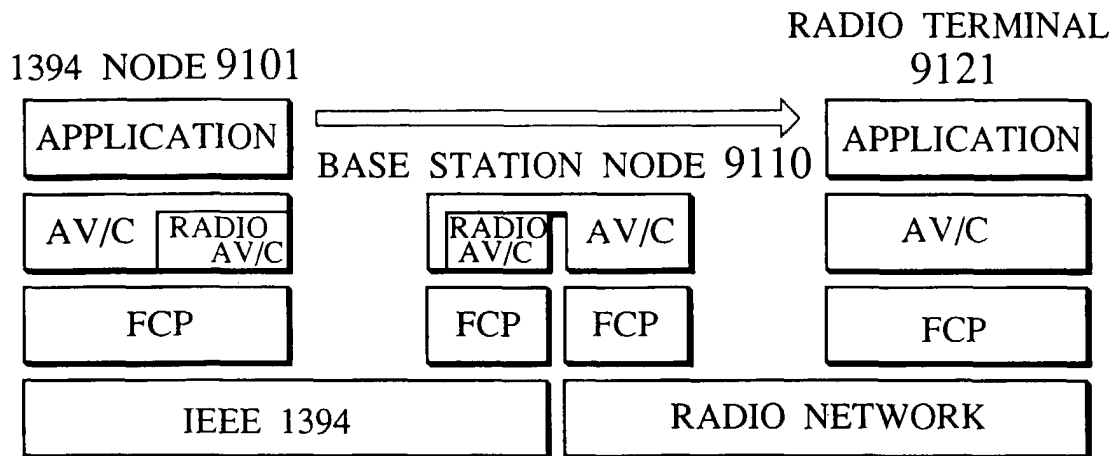 RADIO TERMINAL
1394 NODE 9101
9121
APPLICATION
APPLICATION
BASE STATION NODE 9110
AV/C
RADIO
AV/C
RADIO
AV/C
AV/C
AV/C
FCP
FCP
FCP
FCP
IEEE 1394
RADIO NETWORK